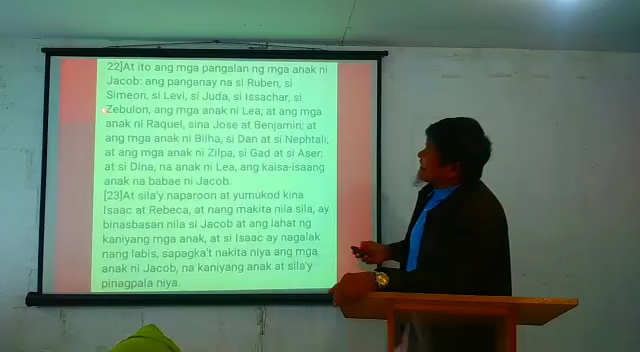 22]At ito ang mga pangalan ng mga anak ni
Jacob: ang panganay na si Ruben, si
Simeon, si Levi, si Juda, si Issachar, si
Zebulon, ang mga anak ni Lea; at ang mga
anak ni Raquel, sina Jose at Benjamin; at
ang mga anak ni Bilha, si Dan at si Nephtali;
at ang mga anak ni Zilpa, si Gad at si Aser;
at si Dina, na anak ni Lea, ang kaisa-isaang
anak na babae ni Jacob.
[23]At sila'y naparoon at yumukod kina
Isaac at Rebeca, at nang makita nila sila, ay
binasbasan nila si Jacob at ang lahat ng
kaniyang mga anak, at si Isaac ay nagalak
nang labis, sapagka't nakita niya ang mga
anak ni Jacob, na kaniyang anak at sila'y
pinagpala niya.